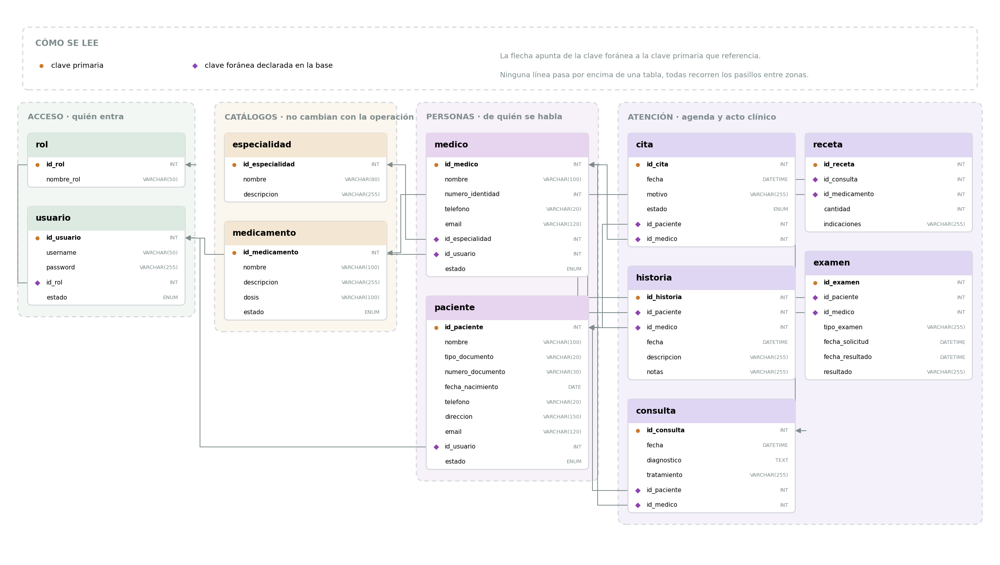 CÓMO SE LEE
clave primaria
clave foránea declarada en la base
La flecha apunta de la clave foránea a la clave primaria que referencia.
Ninguna línea pasa por encima de una tabla, todas recorren los pasillos entre zonas.
ACCESO · quién entra
rol
id_rol INT
nombre_rol VARCHAR(50)
usuario
id_usuario INT
username VARCHAR(50)
password VARCHAR(255)
id_rol INT
estado ENUM
CATÁLOGOS · no cambian con la operación
especialidad
id_especialidad INT
nombre VARCHAR(80)
descripcion VARCHAR(255)
medicamento
id_medicamento INT
nombre VARCHAR(100)
descripcion VARCHAR(255)
dosis VARCHAR(100)
estado ENUM
PERSONAS · de quién se habla
medico
id_medico INT
nombre VARCHAR(100)
numero_identidad INT
telefono VARCHAR(20)
email VARCHAR(120)
id_especialidad INT
id_usuario INT
estado ENUM
paciente
id_paciente INT
nombre VARCHAR(100)
tipo_documento VARCHAR(20)
numero_documento VARCHAR(30)
fecha_nacimiento DATE
telefono VARCHAR(20)
direccion VARCHAR(150)
email VARCHAR(120)
id_usuario INT
estado ENUM
ATENCIÓN · agenda y acto clínico
cita
id_cita INT
fecha DATETIME
motivo VARCHAR(255)
estado ENUM
id_paciente INT
id_medico INT
historia
id_historia INT
id_paciente INT
id_medico INT
fecha DATETIME
descripcion VARCHAR(255)
notas VARCHAR(255)
consulta
id_consulta INT
fecha DATETIME
diagnostico TEXT
tratamiento VARCHAR(255)
id_paciente INT
id_medico INT
receta
id_receta INT
id_consulta INT
id_medicamento INT
cantidad INT
indicaciones VARCHAR(255)
examen
id_examen INT
id_paciente INT
id_medico INT
tipo_examen VARCHAR(255)
fecha_solicitud DATETIME
fecha_resultado DATETIME
resultado VARCHAR(255)